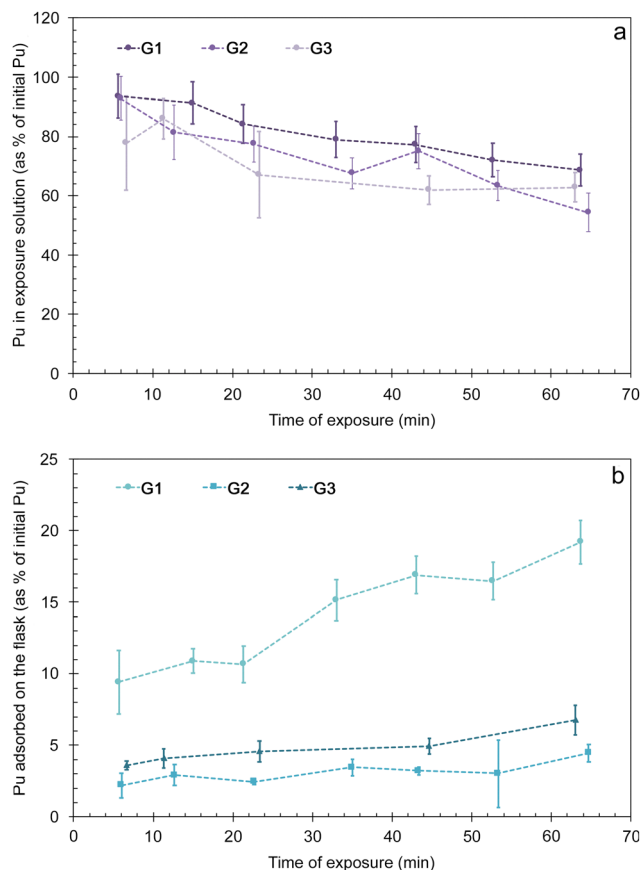 a
G1 G2 G3
Pu in exposure solution (as % of initial Pu)
120
100
80
60
40
20
0
0 10 20 30 40 50 60 70
Time of exposure (min)
b
G1 G2 G3
Pu adsorbed on the flask (as % of initial Pu)
25
20
15
10
5
0
0 10 20 30 40 50 60 70
Time of exposure (min)